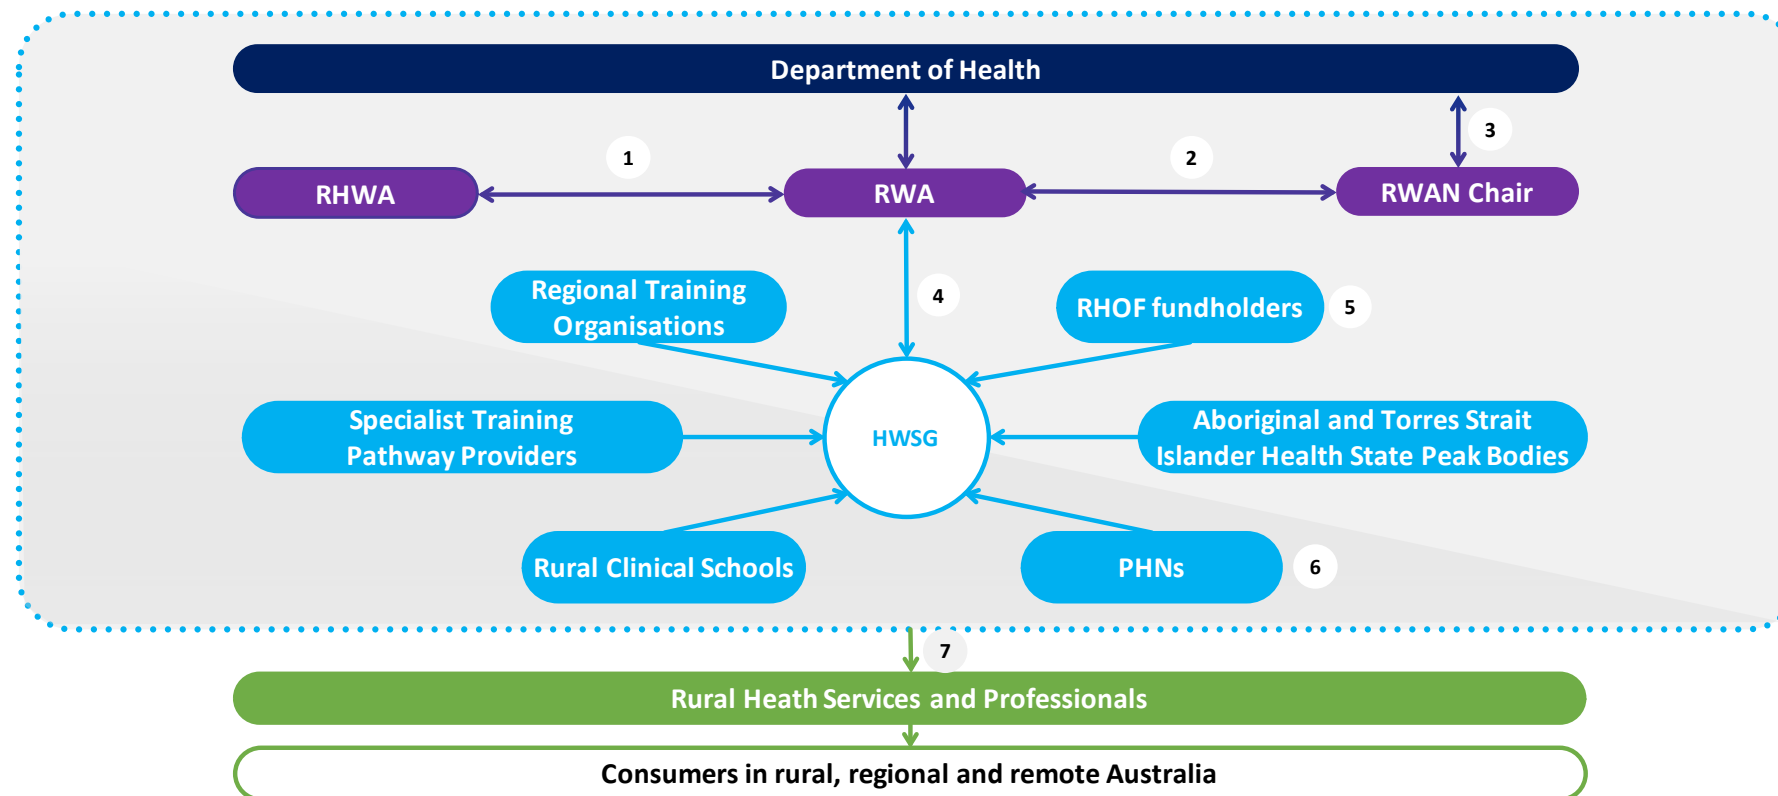 Department of Health
3
1
2
RHWA
RWA
RWAN Chair
Regional Training
Organisations
4
RHOF fundholders
5
Specialist Training
Pathway Providers
HWSG
Aboriginal and Torres Strait
Islander Health State Peak Bodies
Rural Clinical Schools
PHNs
6
7
Rural Heath Services and Professionals
Consumers in rural, regional and remote Australia